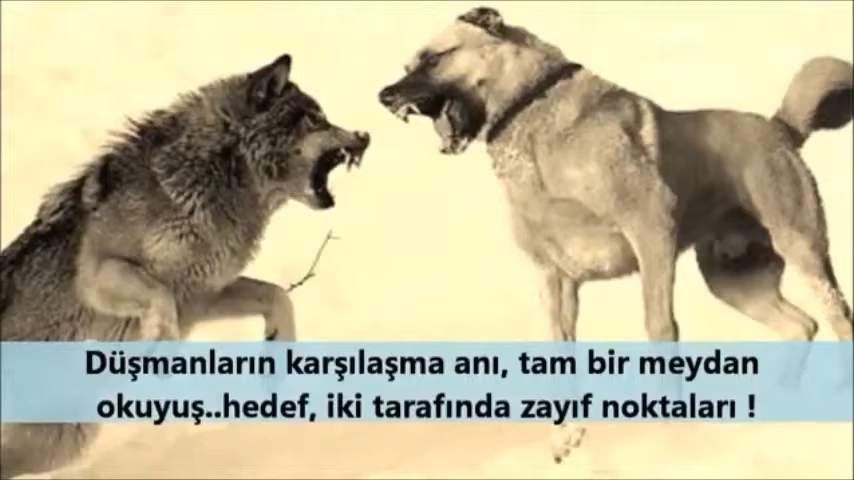 Düşmanların karşılaşma anı, tam bir meydan
okuyuş..hedef, iki tarafında zayıf noktaları !